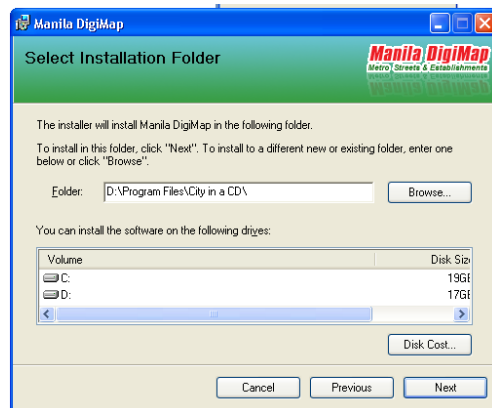 Manila DigiMap
Select Installation Folder
Manila DigiMap
Metro Streets & Establishments
The installer will install Manila DigiMap in the following folder.
To install in this folder, click "Next". To install to a different new or existing folder, enter one
below or click "Browse".
Folder: D:\Program Files\City in a CD\ Browse...
You can install the software on the following drives:
Volume Disk Size
C: 19GB
D: 17GB
Disk Cost...
Cancel Previous Next